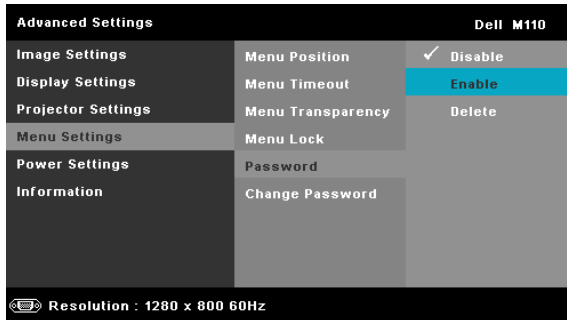 Advanced Settings Dell M110
Image Settings Menu Position ✓ Disable
Display Settings Menu Timeout Enable
Projector Settings Menu Transparency Delete
Menu Settings Menu Lock
Power Settings Password
Information Change Password
Resolution : 1280 x 800 60Hz